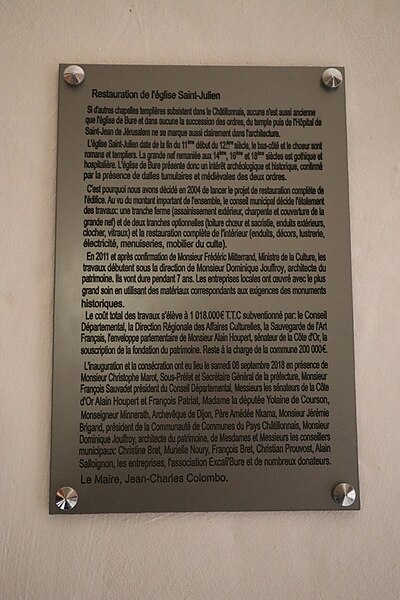 Restauration de l'église Saint-Julien
Si d'autres chapelles templières subsistent dans le Châtillonnais, aucune n'est aussi ancienne
que l'église de Bure et dans aucune la succession des ordres, du temple puis de l'Hôpital de
Saint-Jean de Jérusalem ne se marque aussi clairement dans l'architecture.
L'église Saint-Julien date de la fin du 11ème début du 12ème siècle, le bas-côté et le chœur sont
romans et templiers. La grande nef remaniée aux 14ème, 16ème et 18ème siècles est gothique et
hospitalière. L'église de Bure présente donc un intérêt archéologique et historique, confirmé
par la présence de dalles tumulaires et médiévales des deux ordres.
C'est pourquoi nous avons décidé en 2004 de lancer le projet de restauration complète de
l'édifice. Au vu du montant important de l'ensemble, le conseil municipal décide l'étalement
des travaux: une tranche ferme (assainissement extérieur, charpente et couverture de la
grande nef) et de deux tranches optionnelles (toiture chœur et sacristie, enduits extérieurs,
clocher, vitraux) et la restauration complète de l'intérieur (enduits, décors, lustrerie,
électricité, menuiseries, mobilier du culte).
En 2011 et après confirmation de Monsieur Frédéric Mitterrand, Ministre de la Culture, les
travaux débutent sous la direction de Monsieur Dominique Jouffroy, architecte du
patrimoine. Ils vont durer pendant 7 ans. Les entreprises locales ont œuvré avec le plus
grand soin en utilisant des matériaux correspondants aux exigences des monuments
historiques.
Le coût total des travaux s'élève à 1 018.000€ T.T.C subventionné par: le Conseil
Départemental, la Direction Régionale des Affaires Culturelles, la Sauvegarde de l'Art
Français, l'enveloppe parlementaire de Monsieur Alain Houpert, sénateur de la Côte d'Or, la
souscription de la fondation du patrimoine. Reste à la charge de la commune 200 000€.
L'inauguration et la consécration ont eu lieu le samedi 08 septembre 2018 en présence de
Monsieur Christophe Marot, Sous-Préfet et Secrétaire Général de la préfecture, Monsieur
François Sauvadet président du Conseil Départemental, Messieurs les sénateurs de la Côte
d'Or Alain Houpert et François Patriat, Madame la députée Yolaine de Courson,
Monseigneur Minnerath, Archevêque de Dijon, Père Amédée Nkama, Monsieur Jérémie
Brigand, président de la Communauté de Communes du Pays Châtillonnais, Monsieur
Dominique Jouffroy, architecte du patrimoine, de Mesdames et Messieurs les conseillers
municipaux: Christine Bret, Murielle Noury, François Bret, Christian Prouvost, Alain
Salloignon, les entreprises, l'association Excali'Bure et de nombreux donateurs.
Le Maire, Jean-Charles Colombo.